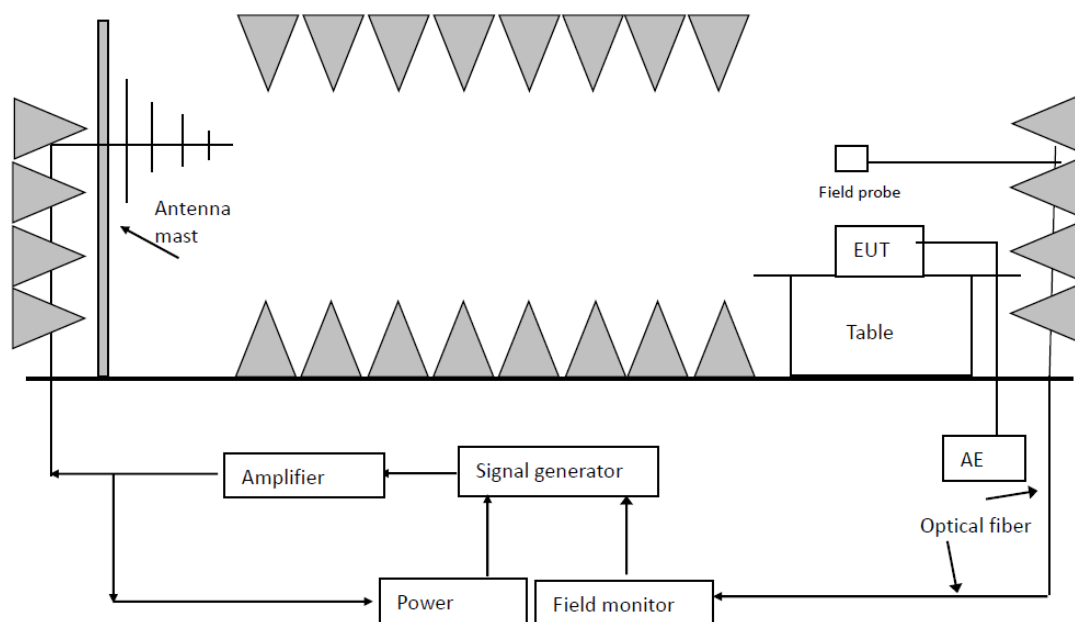 Antenna
mast
Field probe
EUT
Table
Amplifier
Signal generator
AE
Optical fiber
Power
Field monitor